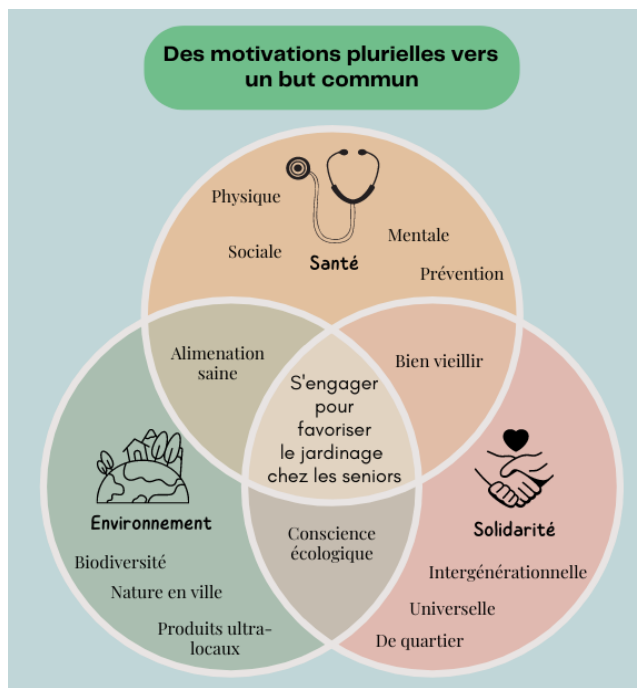 Des motivations plurielles vers
un but commun
Physique
Mentale
Sociale
Santé
Prévention
Alimenation
saine
Bien vieillir
S'engager
pour
favoriser
le jardinage
chez les seniors
Environnement
Solidarité
Conscience
écologique
Biodiversité
Nature en ville
Produits ultra-
locaux
Intergénérationnelle
Universelle
De quartier